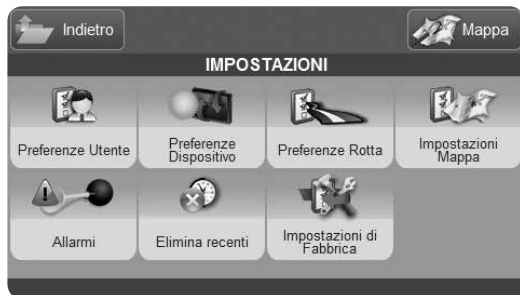 Indietro
Mappa
IMPOSTAZIONI
Preferenze Utente
Preferenze
Dispositivo
Preferenze Rotta
Impostazioni
Mappa
Allarmi
Elimina recenti
Impostazioni di
Fabbrica